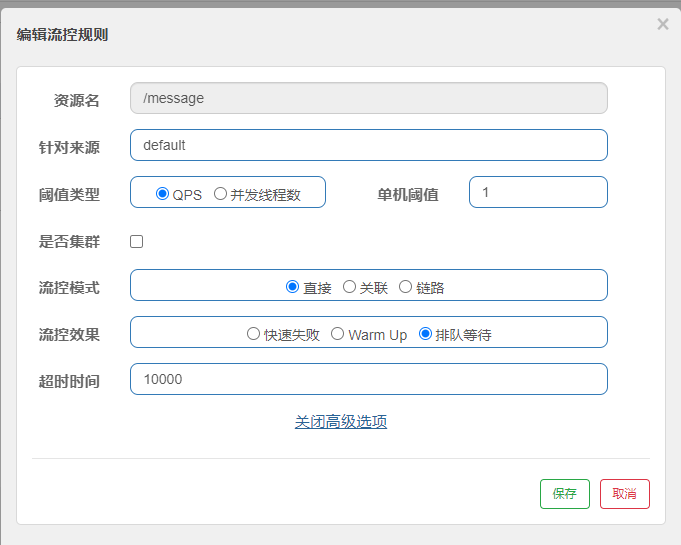 编辑流控规则 ×
资源名 /message
针对来源 default
阈值类型 QPS 并发线程数 单机阈值 1
是否集群
流控模式 直接 关联 链路
流控效果 快速失败 Warm Up 排队等待
超时时间 10000
关闭高级选项
保存 取消